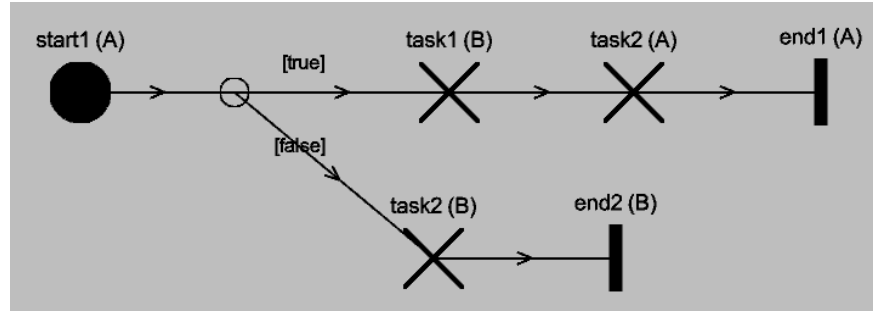 start1 (A)
[true]
task1 (B)
task2 (A)
end1 (A)
[false]
task2 (B)
end2 (B)